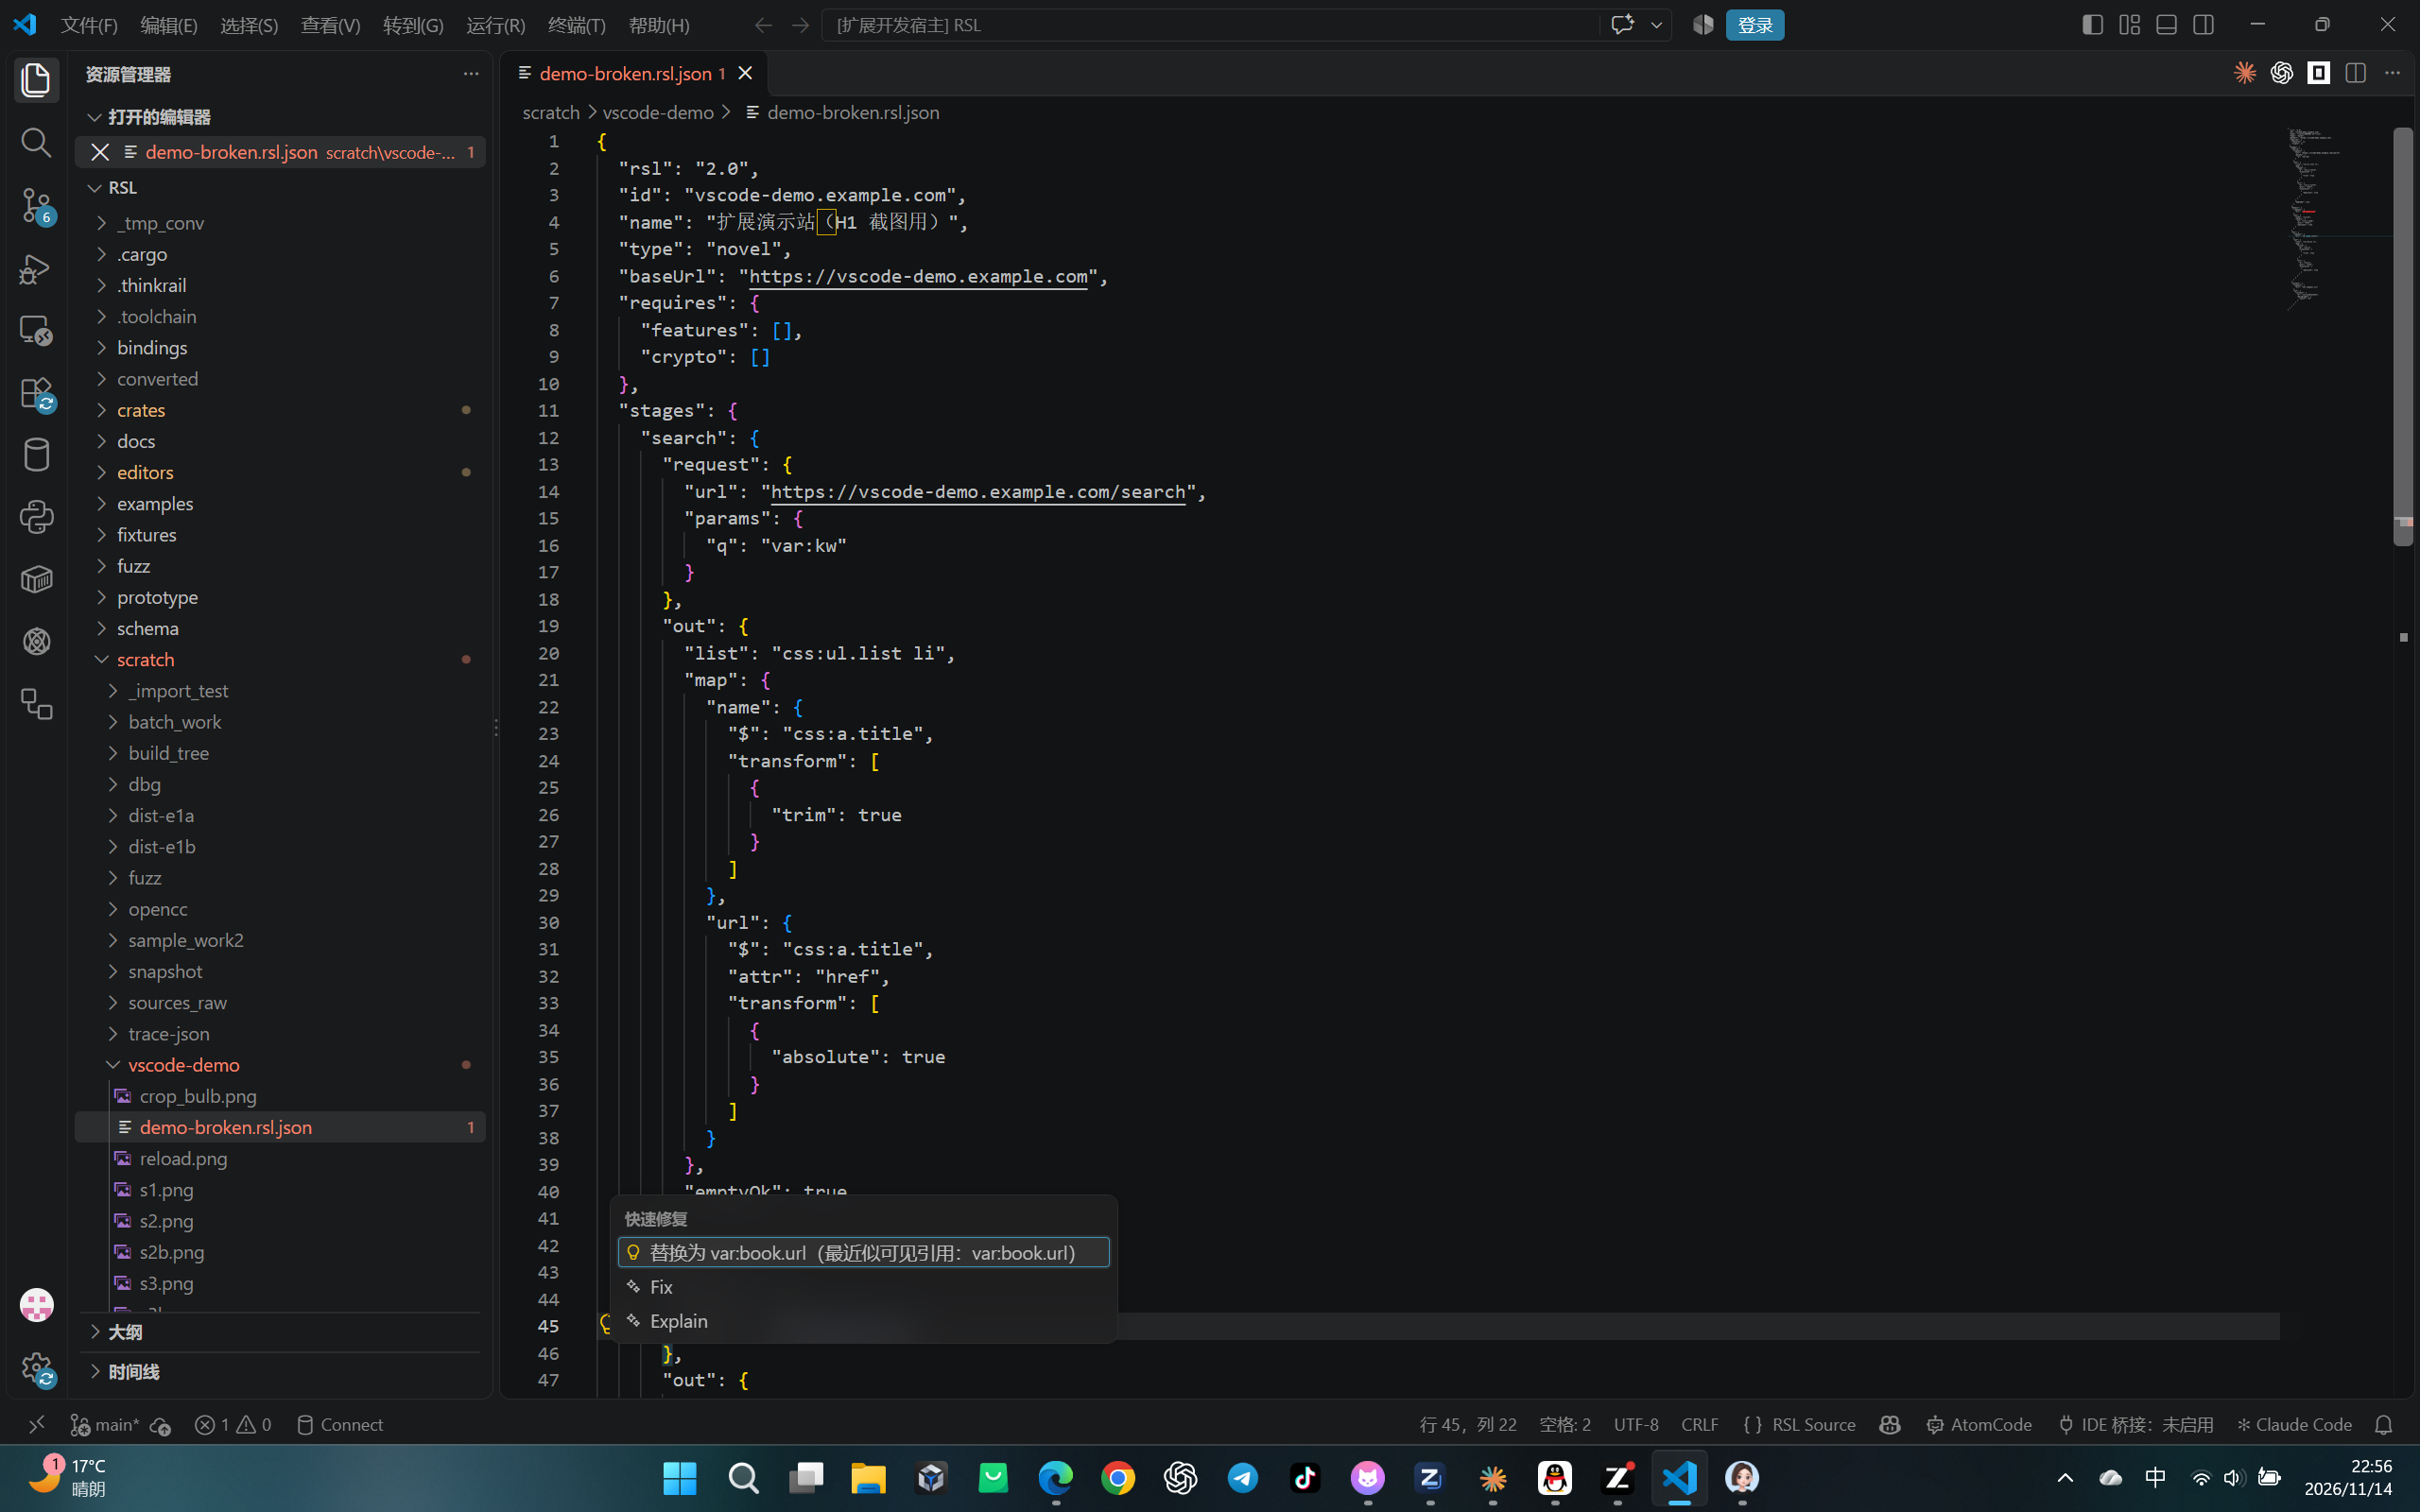 文件(F) 编辑(E) 选择(S) 查看(V) 转到(G) 运行(R) 终端(T) 帮助(H) [扩展开发宿主] RSL 登录
资源管理器
打开的编辑器
demo-broken.rsl.json scratch\vscode-... 1
RSL
_tmp_conv
.cargo
.thinkrail
.toolchain
bindings
converted
crates
docs
editors
examples
fixtures
fuzz
prototype
schema
scratch
_import_test
batch_work
build_tree
dbg
dist-e1a
dist-e1b
fuzz
opencc
sample_work2
snapshot
sources_raw
trace-json
vscode-demo
crop_bulb.png
demo-broken.rsl.json 1
reload.png
s1.png
s2.png
s2b.png
s3.png
大纲
时间线
6
demo-broken.rsl.json 1
scratch > vscode-demo > demo-broken.rsl.json
1 {
2 "rsl": "2.0",
3 "id": "vscode-demo.example.com",
4 "name": "扩展演示站（H1 截图用）",
5 "type": "novel",
6 "baseUrl": "https://vscode-demo.example.com",
7 "requires": {
8 "features": [],
9 "crypto": []
10 },
11 "stages": {
12 "search": {
13 "request": {
14 "url": "https://vscode-demo.example.com/search",
15 "params": {
16 "q": "var:kw"
17 }
18 },
19 "out": {
20 "list": "css:ul.list li",
21 "map": {
22 "name": {
23 "$": "css:a.title",
24 "transform": [
25 {
26 "trim": true
27 }
28 ]
29 },
30 "url": {
31 "$": "css:a.title",
32 "attr": "href",
33 "transform": [
34 {
35 "absolute": true
36 }
37 ]
38 }
39 },
40 "emptyOk": true
41
42
43
44
45
46 },
47 "out": {
快速修复
替换为 var:book.url（最近似可见引用：var:book.url）
Fix
Explain
main* 1 0 Connect 行 45，列 22 空格: 2 UTF-8 CRLF { } RSL Source AtomCode IDE 桥接：未启用 Claude Code
1
17°C
晴朗
中
22:56
2026/11/14